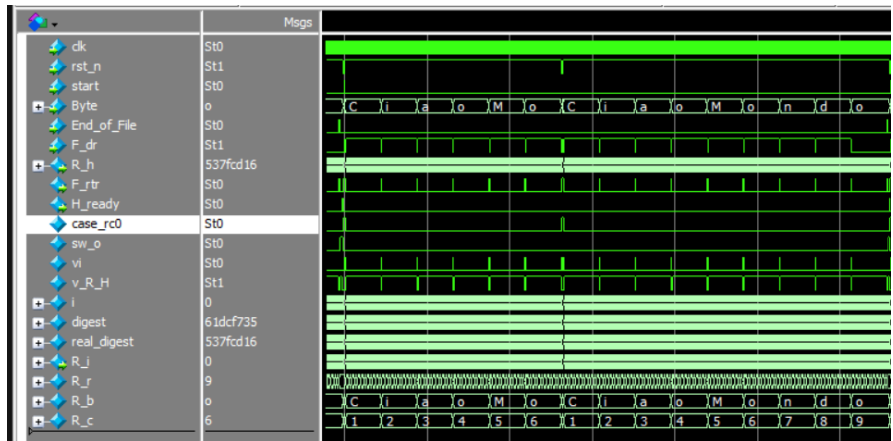 Msgs
clk St0
rst_n St1
start St0
Byte o C i a o M o C i a o M o n d o
End_of_File St0
F_dr St1
R_h 537fcd16
F_rtr St0
H_ready St0
case_rc0 St0
sw_o St0
vi St0
v_R_H St1
i 0
digest 61dcf735
real_digest 537fcd16
R_i 0
R_r 9
R_b o C i a o M o C i a o M o n d o
R_c 6 1 2 3 4 5 6 1 2 3 4 5 6 7 8 9